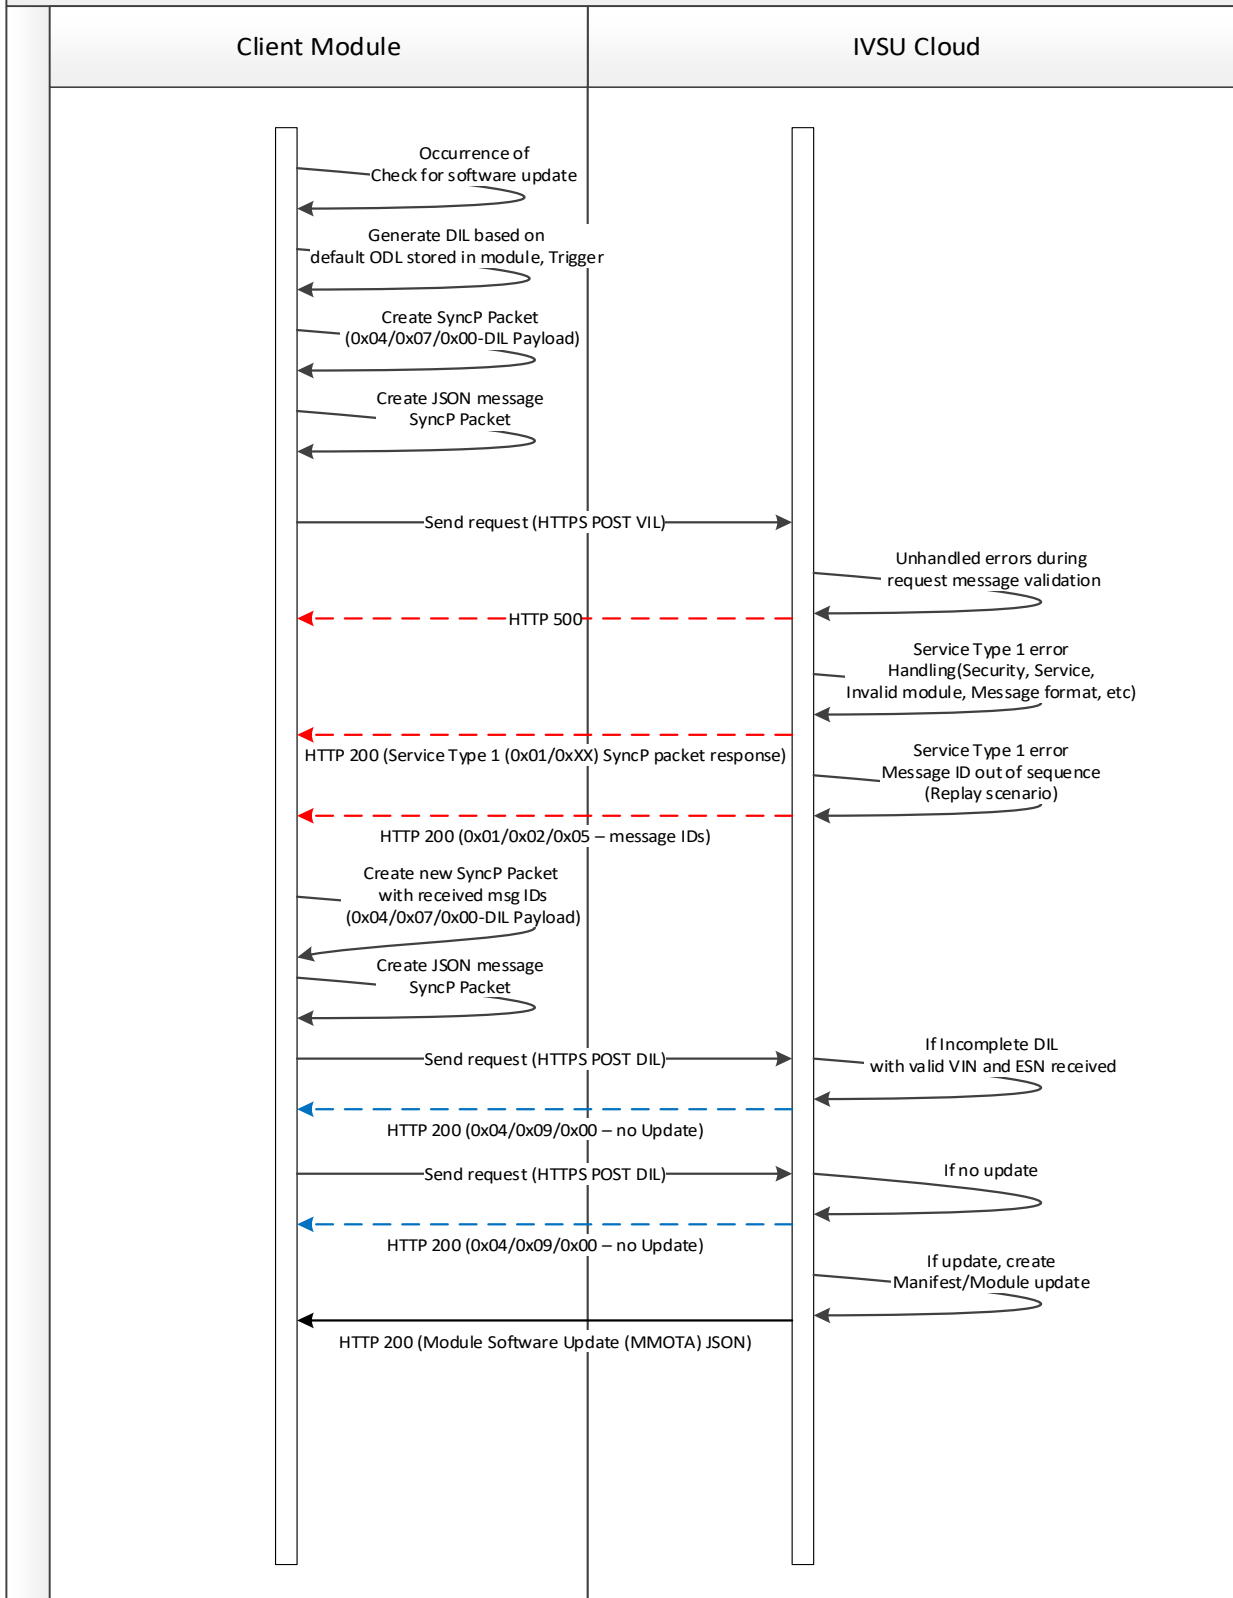 Client Module
IVSU Cloud
Occurrence of
Check for software update
Generate DIL based on
default ODL stored in module, Trigger
Create SyncP Packet
(0x04/0x07/0x00-DIL Payload)
Create JSON message
SyncP Packet
Send request (HTTPS POST VIL)
Unhandled errors during
request message validation
HTTP 500
Service Type 1 error
Handling(Security, Service,
Invalid module, Message format, etc)
HTTP 200 (Service Type 1 (0x01/0xXX) SyncP packet response)
Service Type 1 error
Message ID out of sequence
(Replay scenario)
HTTP 200 (0x01/0x02/0x05 – message IDs)
Create new SyncP Packet
with received msg IDs
(0x04/0x07/0x00-DIL Payload)
Create JSON message
SyncP Packet
Send request (HTTPS POST DIL)
If Incomplete DIL
with valid VIN and ESN received
HTTP 200 (0x04/0x09/0x00 – no Update)
Send request (HTTPS POST DIL)
If no update
HTTP 200 (0x04/0x09/0x00 – no Update)
If update, create
Manifest/Module update
HTTP 200 (Module Software Update (MMOTA) JSON)